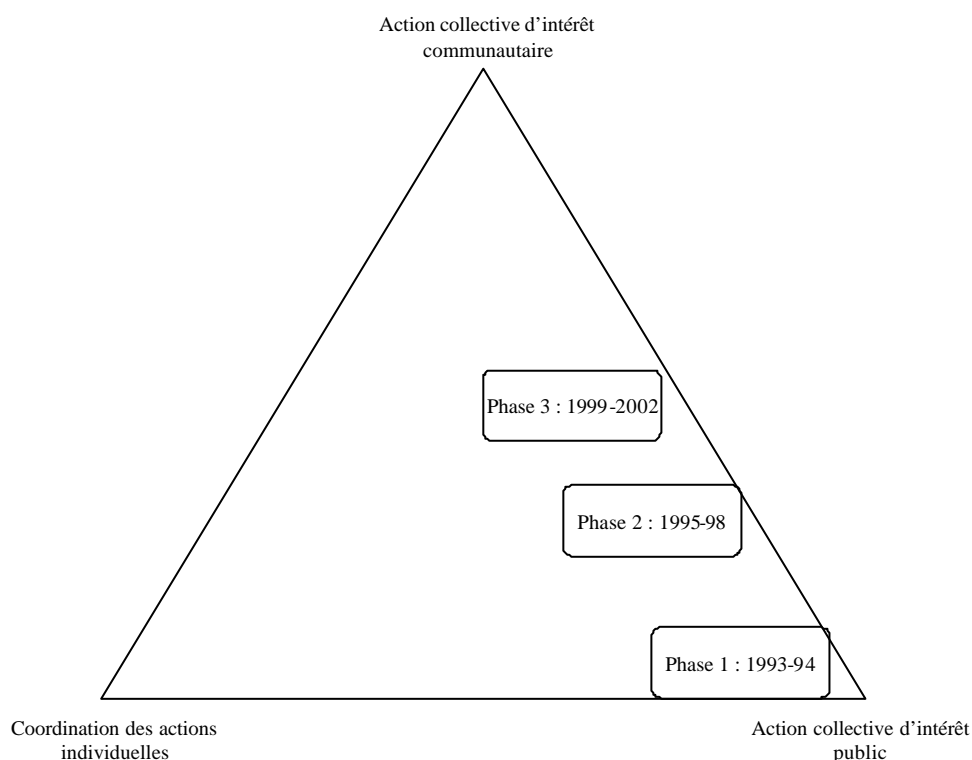 Action collective d'intérêt
communautaire
Phase 3 : 1999-2002
Phase 2 : 1995-98
Phase 1 : 1993-94
Coordination des actions
individuelles
Action collective d'intérêt
public